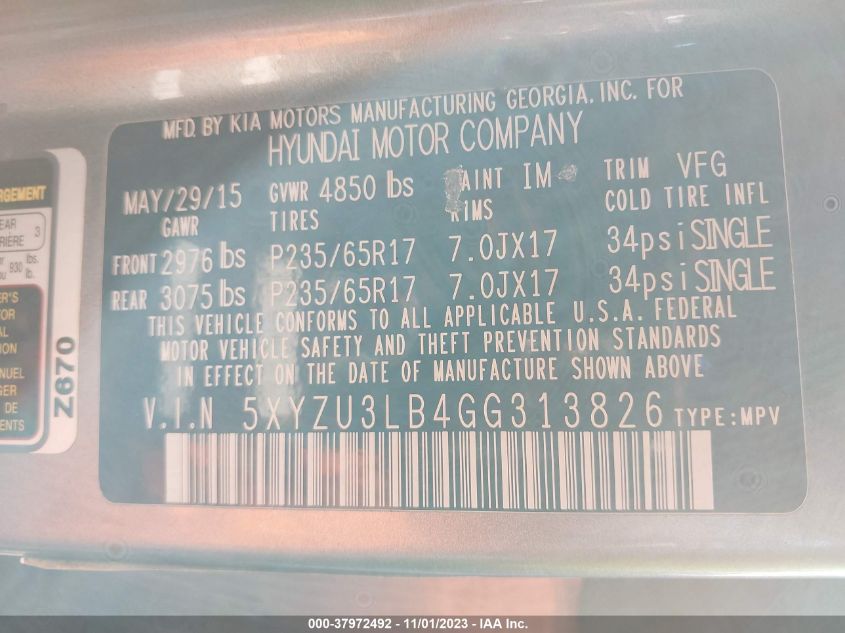 MFD. BY KIA MOTORS MANUFACTURING GEORGIA, INC. FOR
HYUNDAI MOTOR COMPANY
MAY/29/15 GVWR 4850 lbs AINT IM TRIM VFG
GAWR TIRES RIMS COLD TIRE INFL
FRONT 2976 lbs P235/65R17 7.0JX17 34psi SINGLE
REAR 3075 lbs P235/65R17 7.0JX17 34psi SINGLE
THIS VEHICLE CONFORMS TO ALL APPLICABLE U.S.A. FEDERAL
MOTOR VEHICLE SAFETY AND THEFT PREVENTION STANDARDS
IN EFFECT ON THE DATE OF MANUFACTURE SHOWN ABOVE
V.I.N 5XYZU3LB4GG313826 TYPE:MPV
Z670
000-37972492 - 11/01/2023 - IAA Inc.